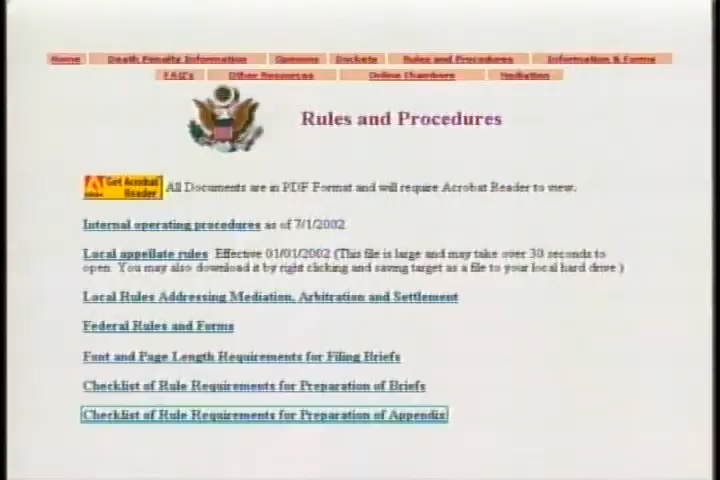 Home Death Penalty Information Opinions Dockets Rules and Procedures Information & Forms
FAQ's Other Resources Online Chambers Mediation
Rules and Procedures
Get Acrobat
Reader
Adobe
All Documents are in PDF Format and will require Acrobat Reader to view.
Internal operating procedures as of 7/1/2002
Local appellate rules Effective 01/01/2002 (This file is large and may take over 30 seconds to
open. You may also download it by right clicking and saving target as a file to your local hard drive.)
Local Rules Addressing Mediation, Arbitration and Settlement
Federal Rules and Forms
Font and Page Length Requirements for Filing Briefs
Checklist of Rule Requirements for Preparation of Briefs
Checklist of Rule Requirements for Preparation of Appendix